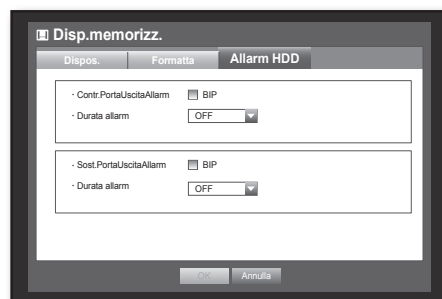 Disp.memorizz.
Dispos. Formatta Allarm HDD
· Contr.PortaUscitaAllarm BIP
· Durata allarm OFF
· Sost.PortaUscitaAllarm BIP
· Durata allarm OFF
OK Annulla